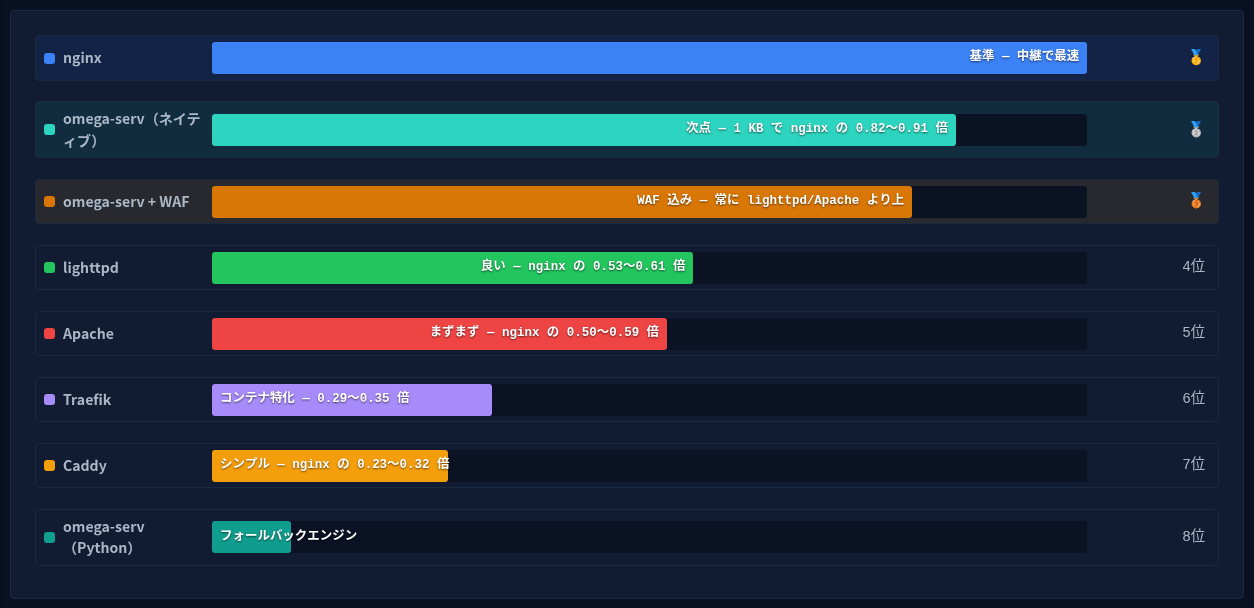 nginx
基準 — 中継で最速
omega-serv（ネイテ
ィブ）
次点 — 1 KB で nginx の 0.82〜0.91 倍
omega-serv + WAF
WAF 込み — 常に lighttpd/Apache より上
lighttpd
良い — nginx の 0.53〜0.61 倍
4位
Apache
まずまず — nginx の 0.50〜0.59 倍
5位
Traefik
コンテナ特化 — 0.29〜0.35 倍
6位
Caddy
シンプル — nginx の 0.23〜0.32 倍
7位
omega-serv
（Python）
フォールバックエンジン
8位